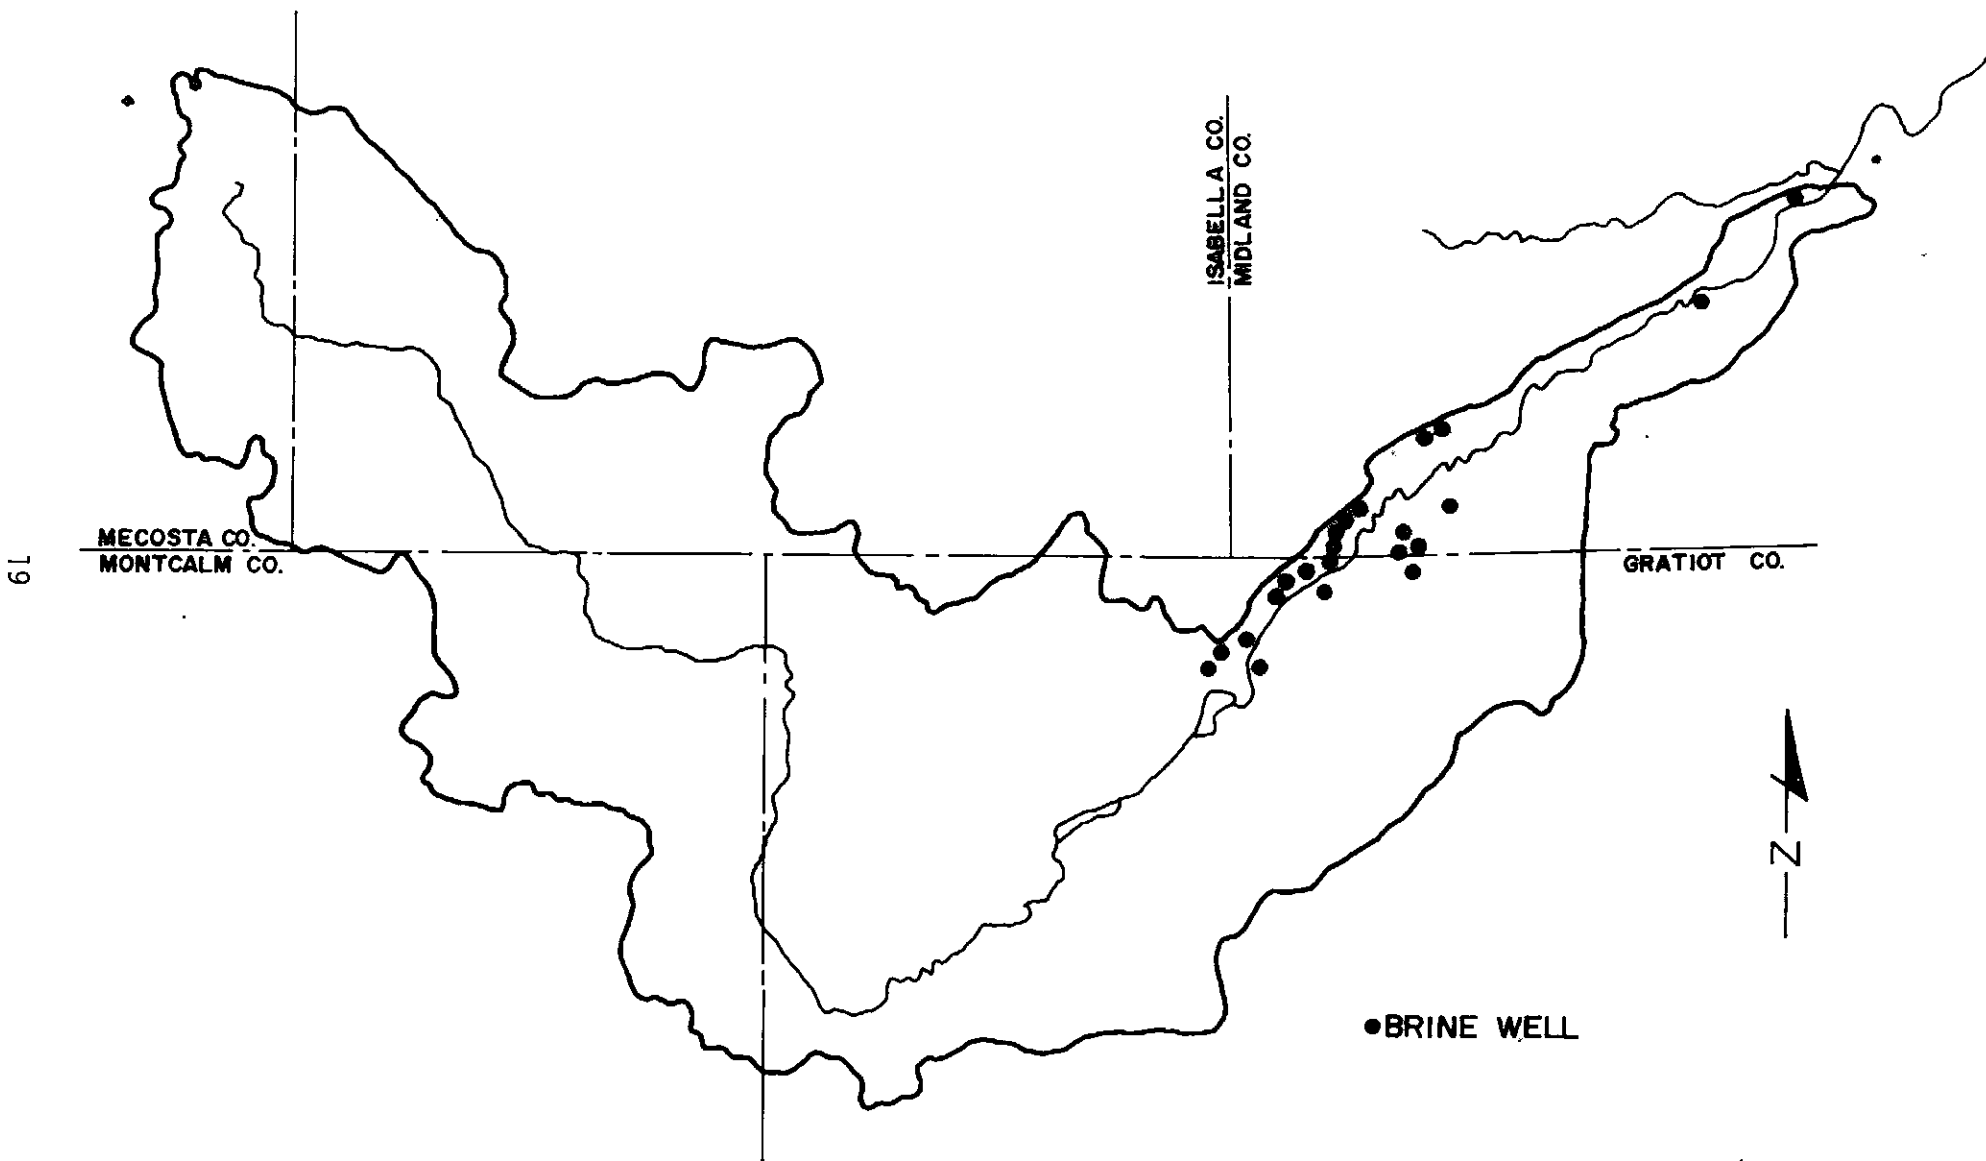 ISABELLA CO.
MIDLAND CO.
MECOSTA CO.
MONTCALM CO.
GRATIOT CO.
19
N
BRINE WELL